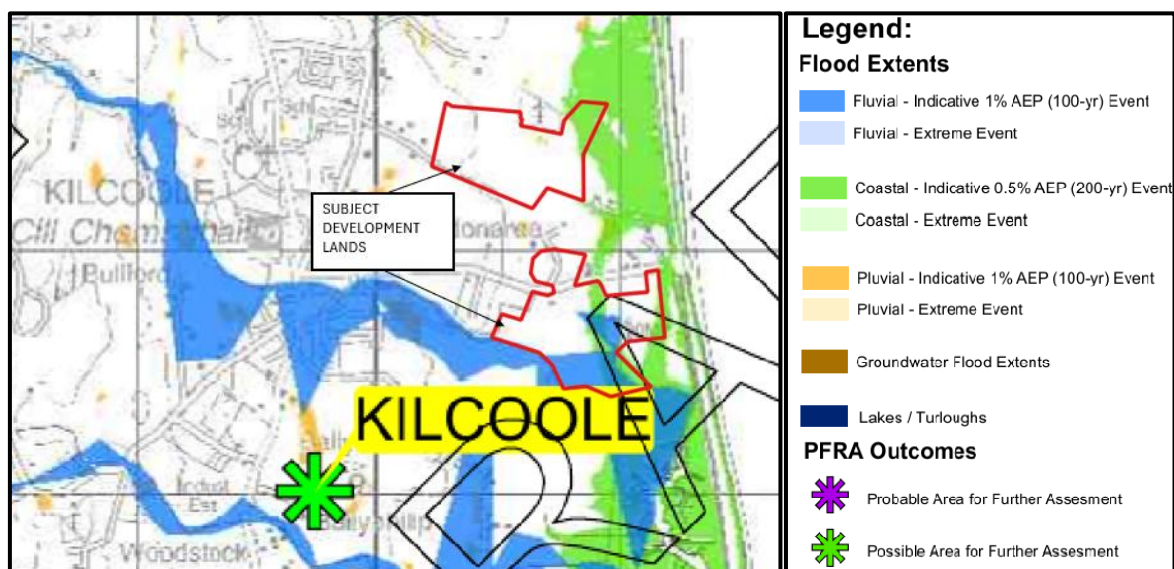 KILCOOLE
Cill Chomhghaill
Bullford
SUBJECT
DEVELOPMENT
LANDS
KILCOOLE
Indust
Est
Ballyphilip
Woodstock
Legend:
Flood Extents
Fluvial - Indicative 1% AEP (100-yr) Event
Fluvial - Extreme Event
Coastal - Indicative 0.5% AEP (200-yr) Event
Coastal - Extreme Event
Pluvial - Indicative 1% AEP (100-yr) Event
Pluvial - Extreme Event
Groundwater Flood Extents
Lakes / Turloughs
PFRA Outcomes
Probable Area for Further Assesment
Possible Area for Further Assesment